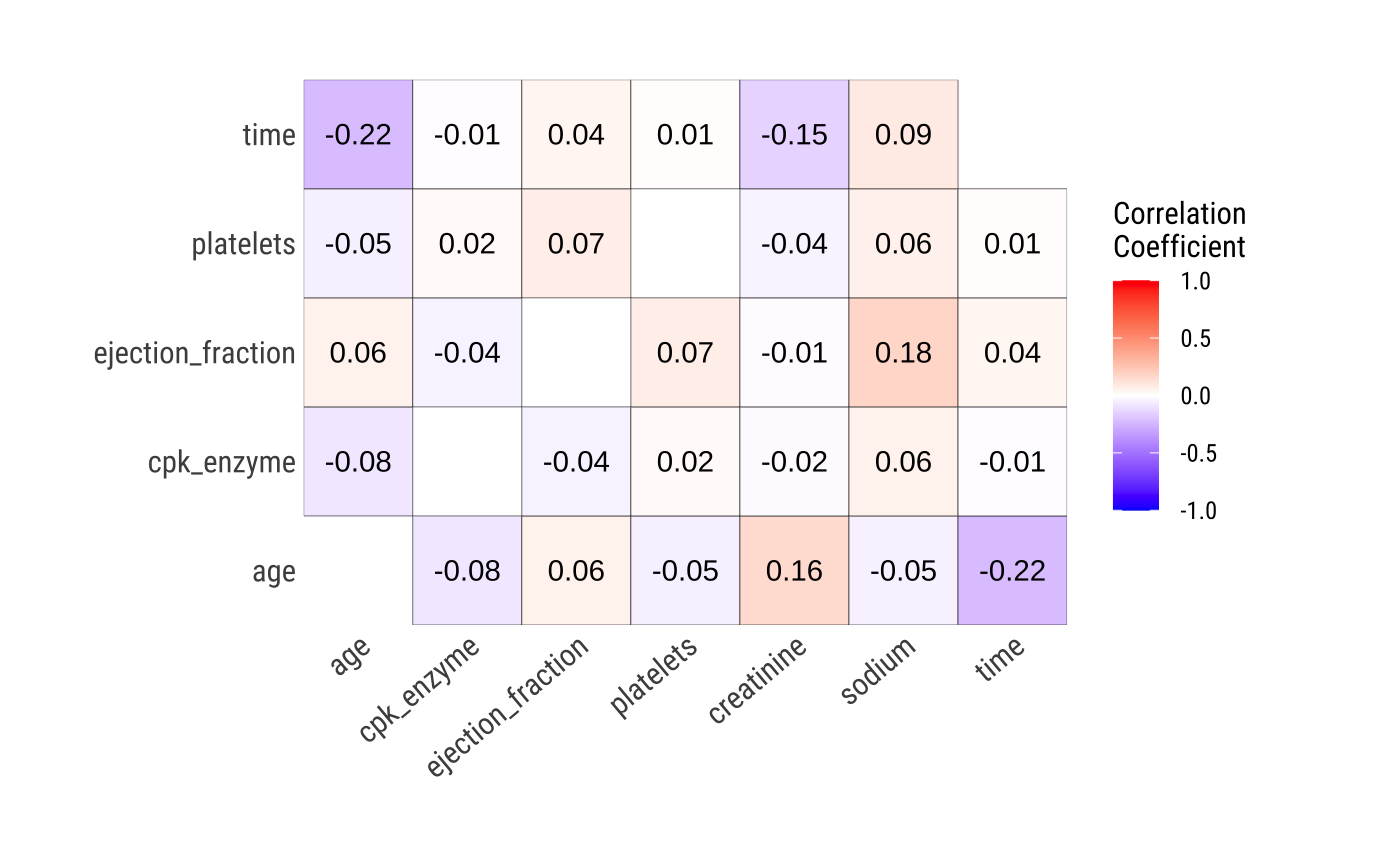 time -0.22 -0.01 0.04 0.01 -0.15 0.09
platelets -0.05 0.02 0.07 -0.04 0.06 0.01
ejection_fraction 0.06 -0.04 0.07 -0.01 0.18 0.04
cpk_enzyme -0.08 -0.04 0.02 -0.02 0.06 -0.01
age -0.08 0.06 -0.05 0.16 -0.05 -0.22
age cpk_enzyme ejection_fraction platelets creatinine sodium time
Correlation
Coefficient
1.0
0.5
0.0
-0.5
-1.0